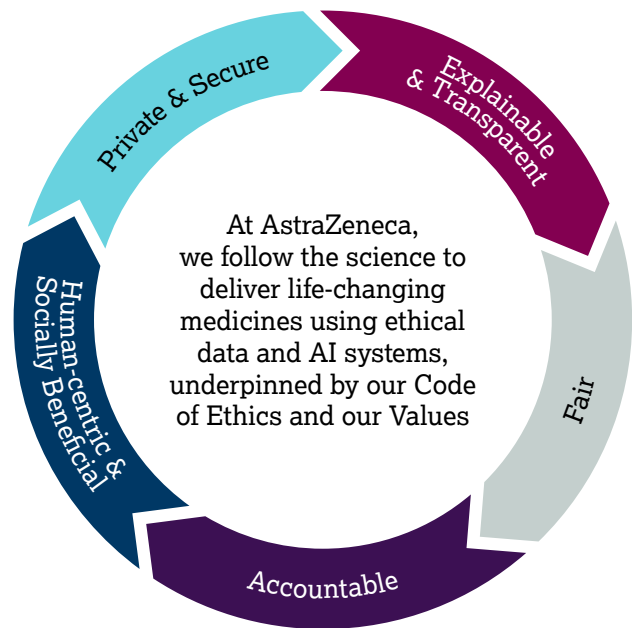 Private & Secure
Explainable
& Transparent
Fair
Accountable
Human-centric &
Socially Beneficial
At AstraZeneca,
we follow the science to
deliver life-changing
medicines using ethical
data and AI systems,
underpinned by our Code
of Ethics and our Values